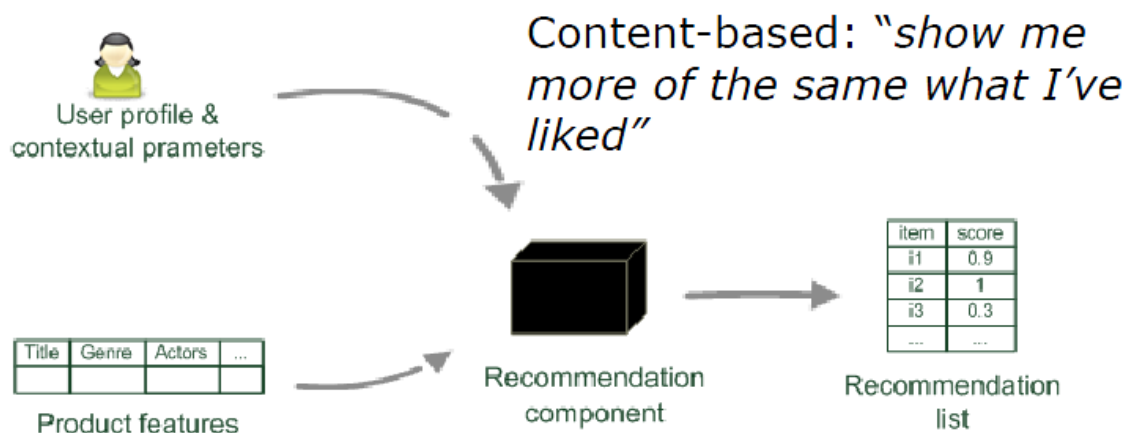 Content-based: “show me
more of the same what I’ve
liked”
User profile &
contextual prameters
item score
i1 0.9
i2 1
i3 0.3
.... ....
Title Genre Actors ...
Product features
Recommendation
component
Recommendation
list